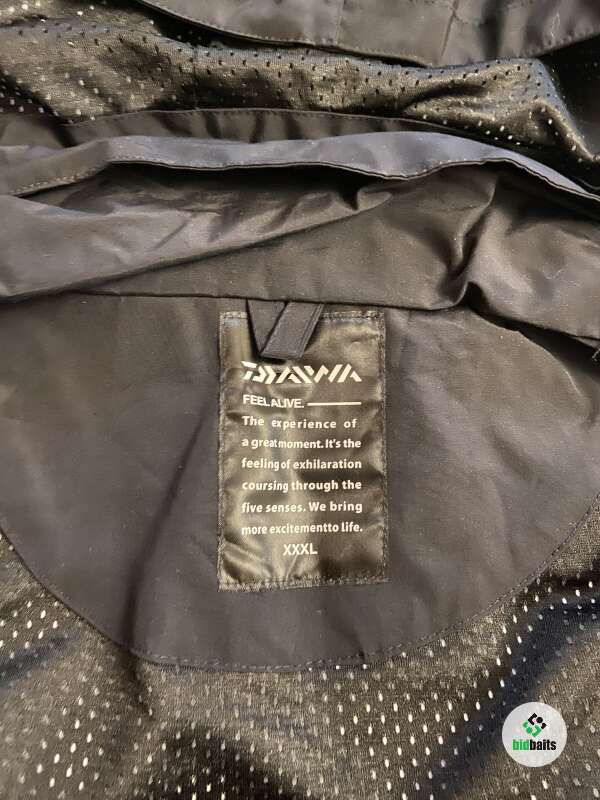 DAIWA
FEEL ALIVE.
The experience of
a great moment. It's the
feeling of exhilaration
coursing through the
five senses. We bring
more excitementto life.
XXXL
bidbaits